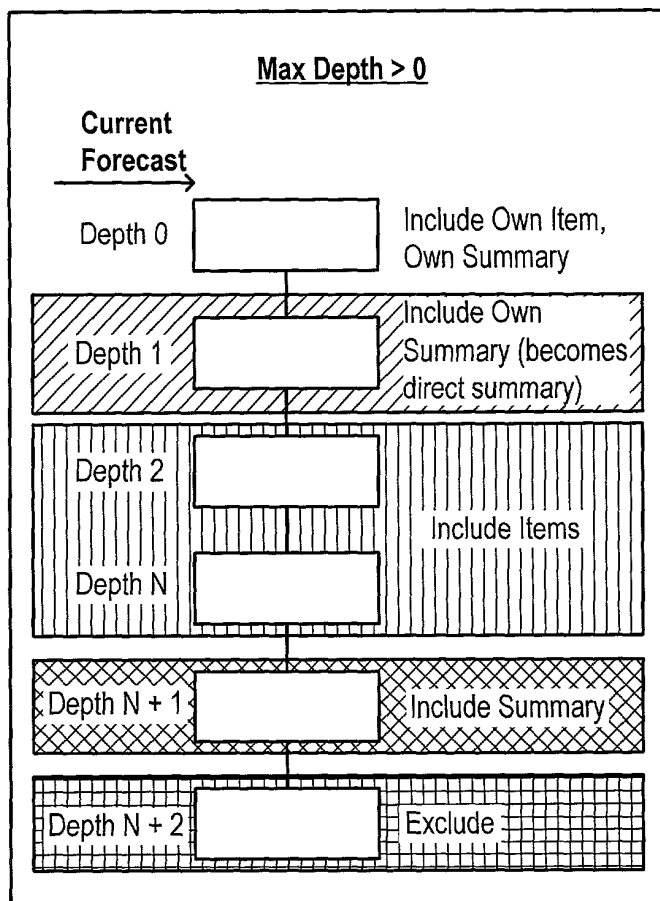 Max Depth > 0
Current
Forecast
Depth 0
Include Own Item,
Own Summary
Depth 1
Include Own
Summary (becomes
direct summary)
Depth 2
Include Items
Depth N
Depth N + 1
Include Summary
Depth N + 2
Exclude